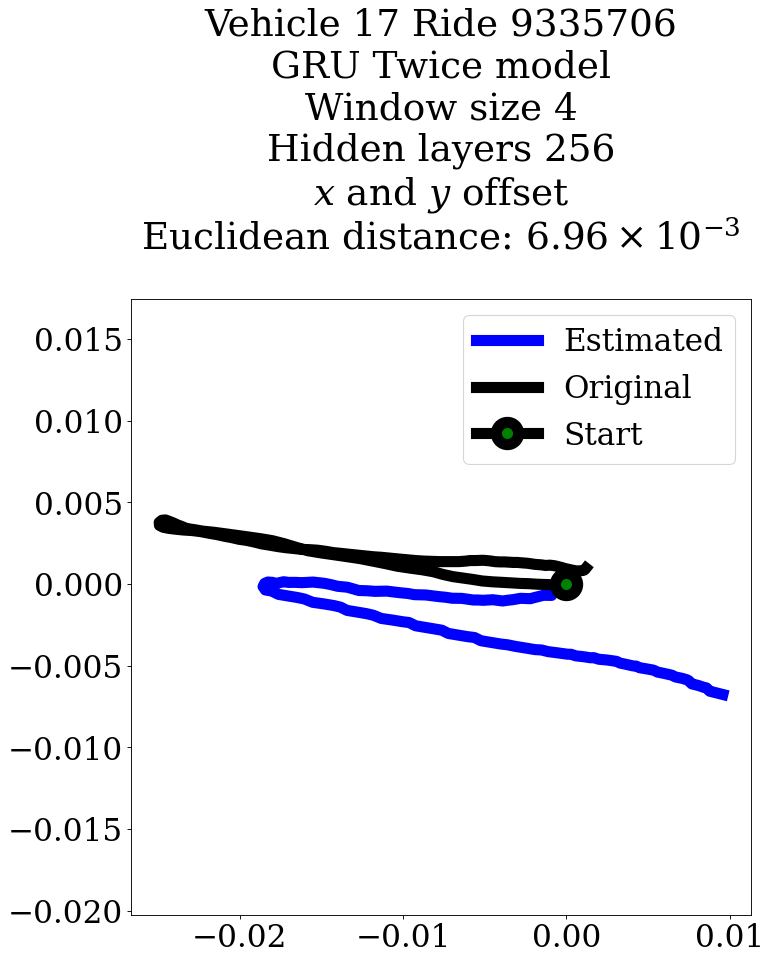 Vehicle 17 Ride 9335706
GRU Twice model
Window size 4
Hidden layers 256
x and y offset
Euclidean distance: 6.96 × 10⁻³
Estimated
Original
Start
0.015
0.010
0.005
0.000
−0.005
−0.010
−0.015
−0.020
−0.02
−0.01
0.00
0.01